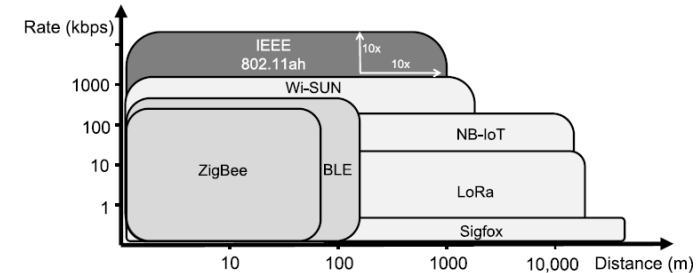 Rate (kbps)
IEEE
802.11ah
10x
10x
1000
Wi-SUN
100
NB-IoT
10
ZigBee
BLE
LoRa
1
Sigfox
10
100
1000
10,000
Distance (m)